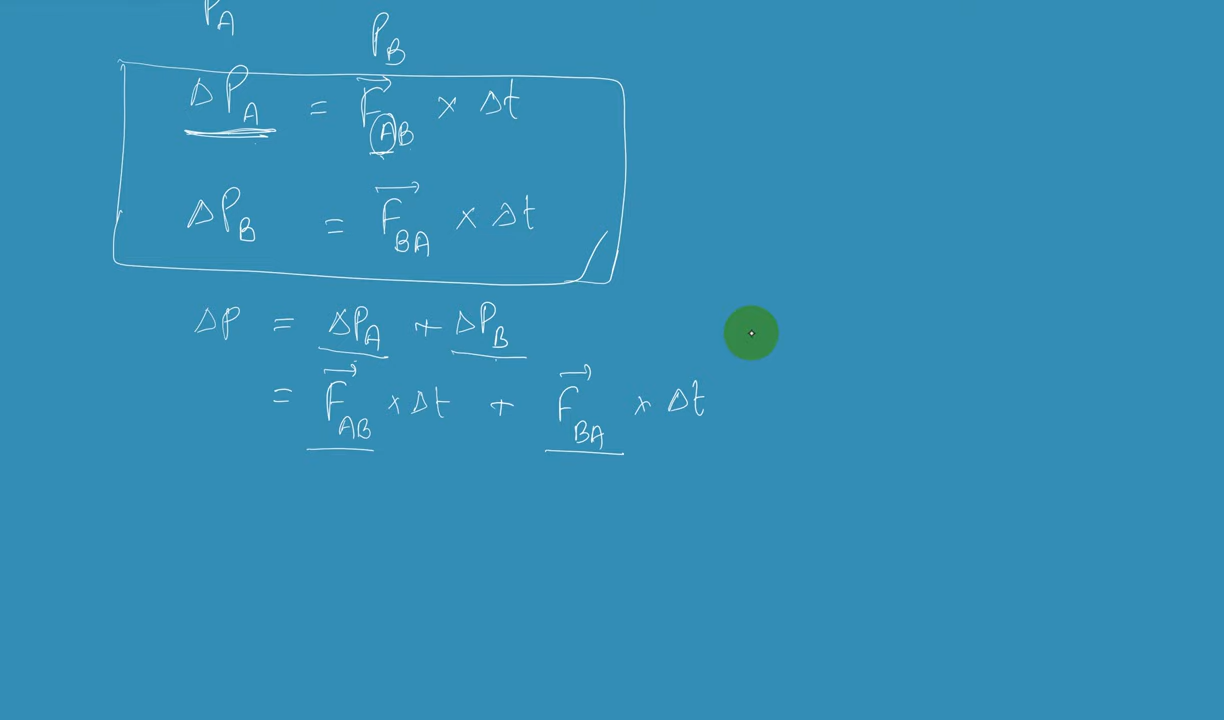 P_A
P_B
ΔP_A = F⃗_AB × Δt
ΔP_B = F⃗_BA × Δt
ΔP = ΔP_A + ΔP_B
= F⃗_AB × Δt + F⃗_BA × Δt